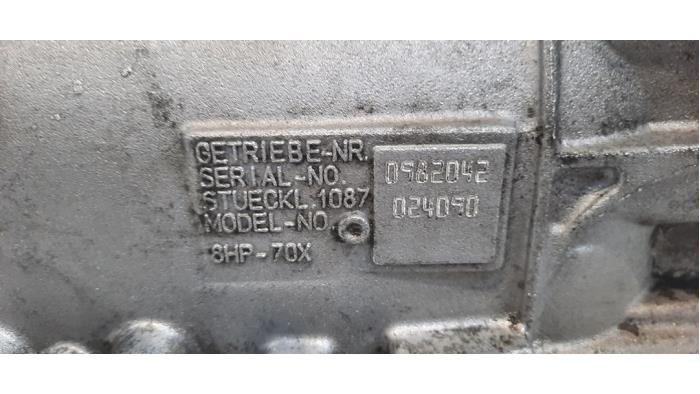 GETRIEBE-NR.
SERIAL-NO.
STUECKL.1087
MODEL-NO.
8HP-70X
0982042
024090